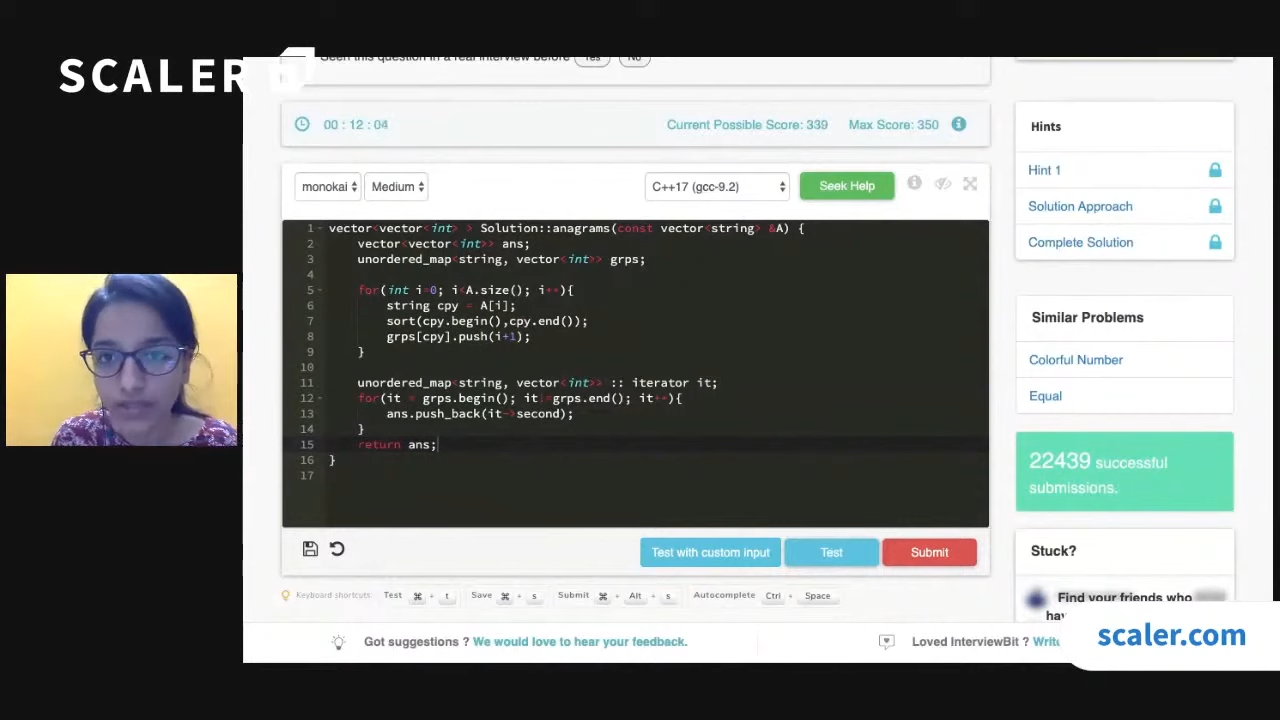 SCALER
Seen this question in a real interview before Yes No
00 : 12 : 04
Current Possible Score: 339 Max Score: 350
monokai Medium C++17 (gcc-9.2) Seek Help
1 vector<vector<int> > Solution::anagrams(const vector<string> &A) {
2 vector<vector<int>> ans;
3 unordered_map<string, vector<int>> grps;
4
5 for(int i=0; i<A.size(); i++){
6 string cpy = A[i];
7 sort(cpy.begin(),cpy.end());
8 grps[cpy].push(i+1);
9 }
10
11 unordered_map<string, vector<int>> :: iterator it;
12 for(it = grps.begin(); it!=grps.end(); it++){
13 ans.push_back(it->second);
14 }
15 return ans;
16 }
17
Test with custom input Test Submit
Keyboard shortcuts: Test ⌘ + t Save ⌘ + s Submit ⌘ + Alt + s Autocomplete Ctrl + Space
Got suggestions ? We would love to hear your feedback.
Loved InterviewBit ?
Hints
Hint 1
Solution Approach
Complete Solution
Similar Problems
Colorful Number
Equal
22439 successful
submissions.
Stuck?
Find your friends who
scaler.com